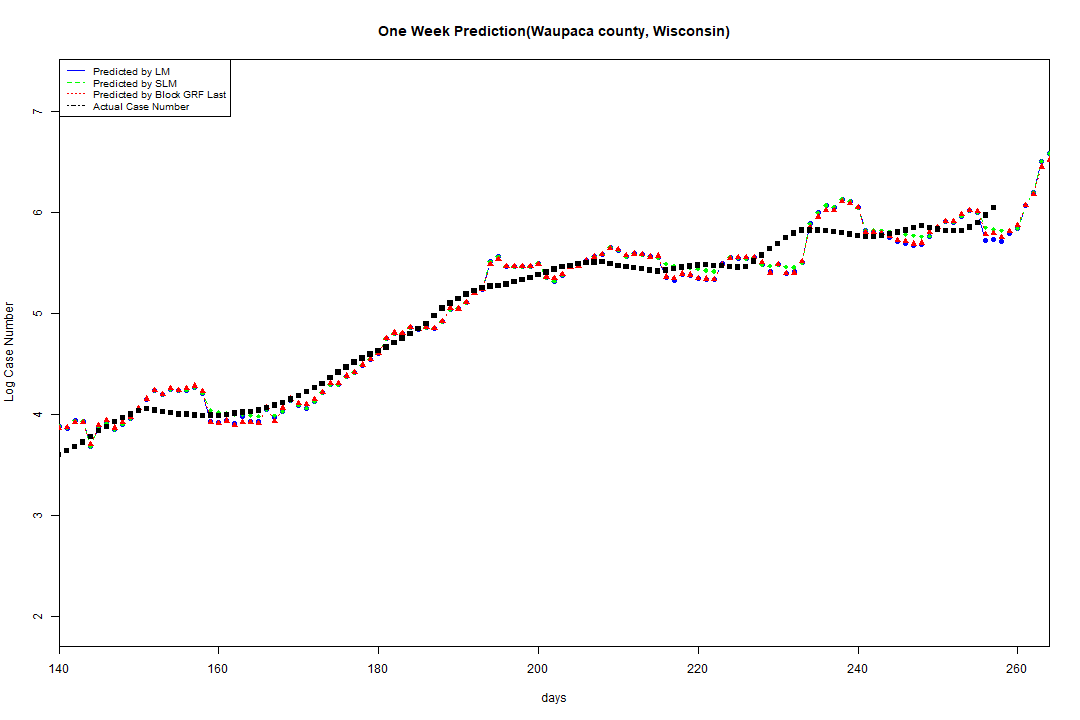 One Week Prediction(Waupaca county, Wisconsin)
Predicted by LM
Predicted by SLM
Predicted by Block GRF Last
Actual Case Number
7
6
5
4
3
2
Log Case Number
140 160 180 200 220 240 260
days